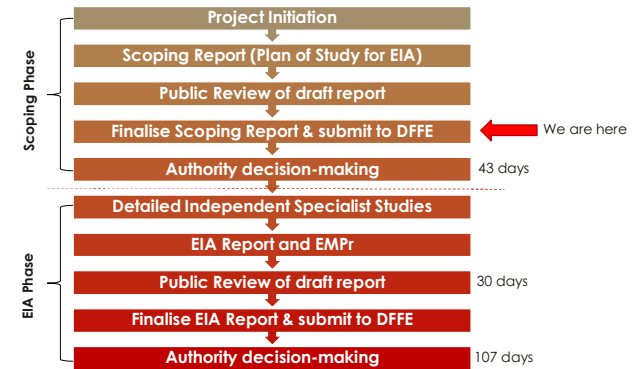 Project Initiation
Scoping Report (Plan of Study for EIA)
Public Review of draft report
Finalise Scoping Report & submit to DFFE
We are here
Authority decision-making
43 days
Scoping Phase
Detailed Independent Specialist Studies
EIA Report and EMPr
Public Review of draft report
30 days
Finalise EIA Report & submit to DFFE
Authority decision-making
107 days
EIA Phase